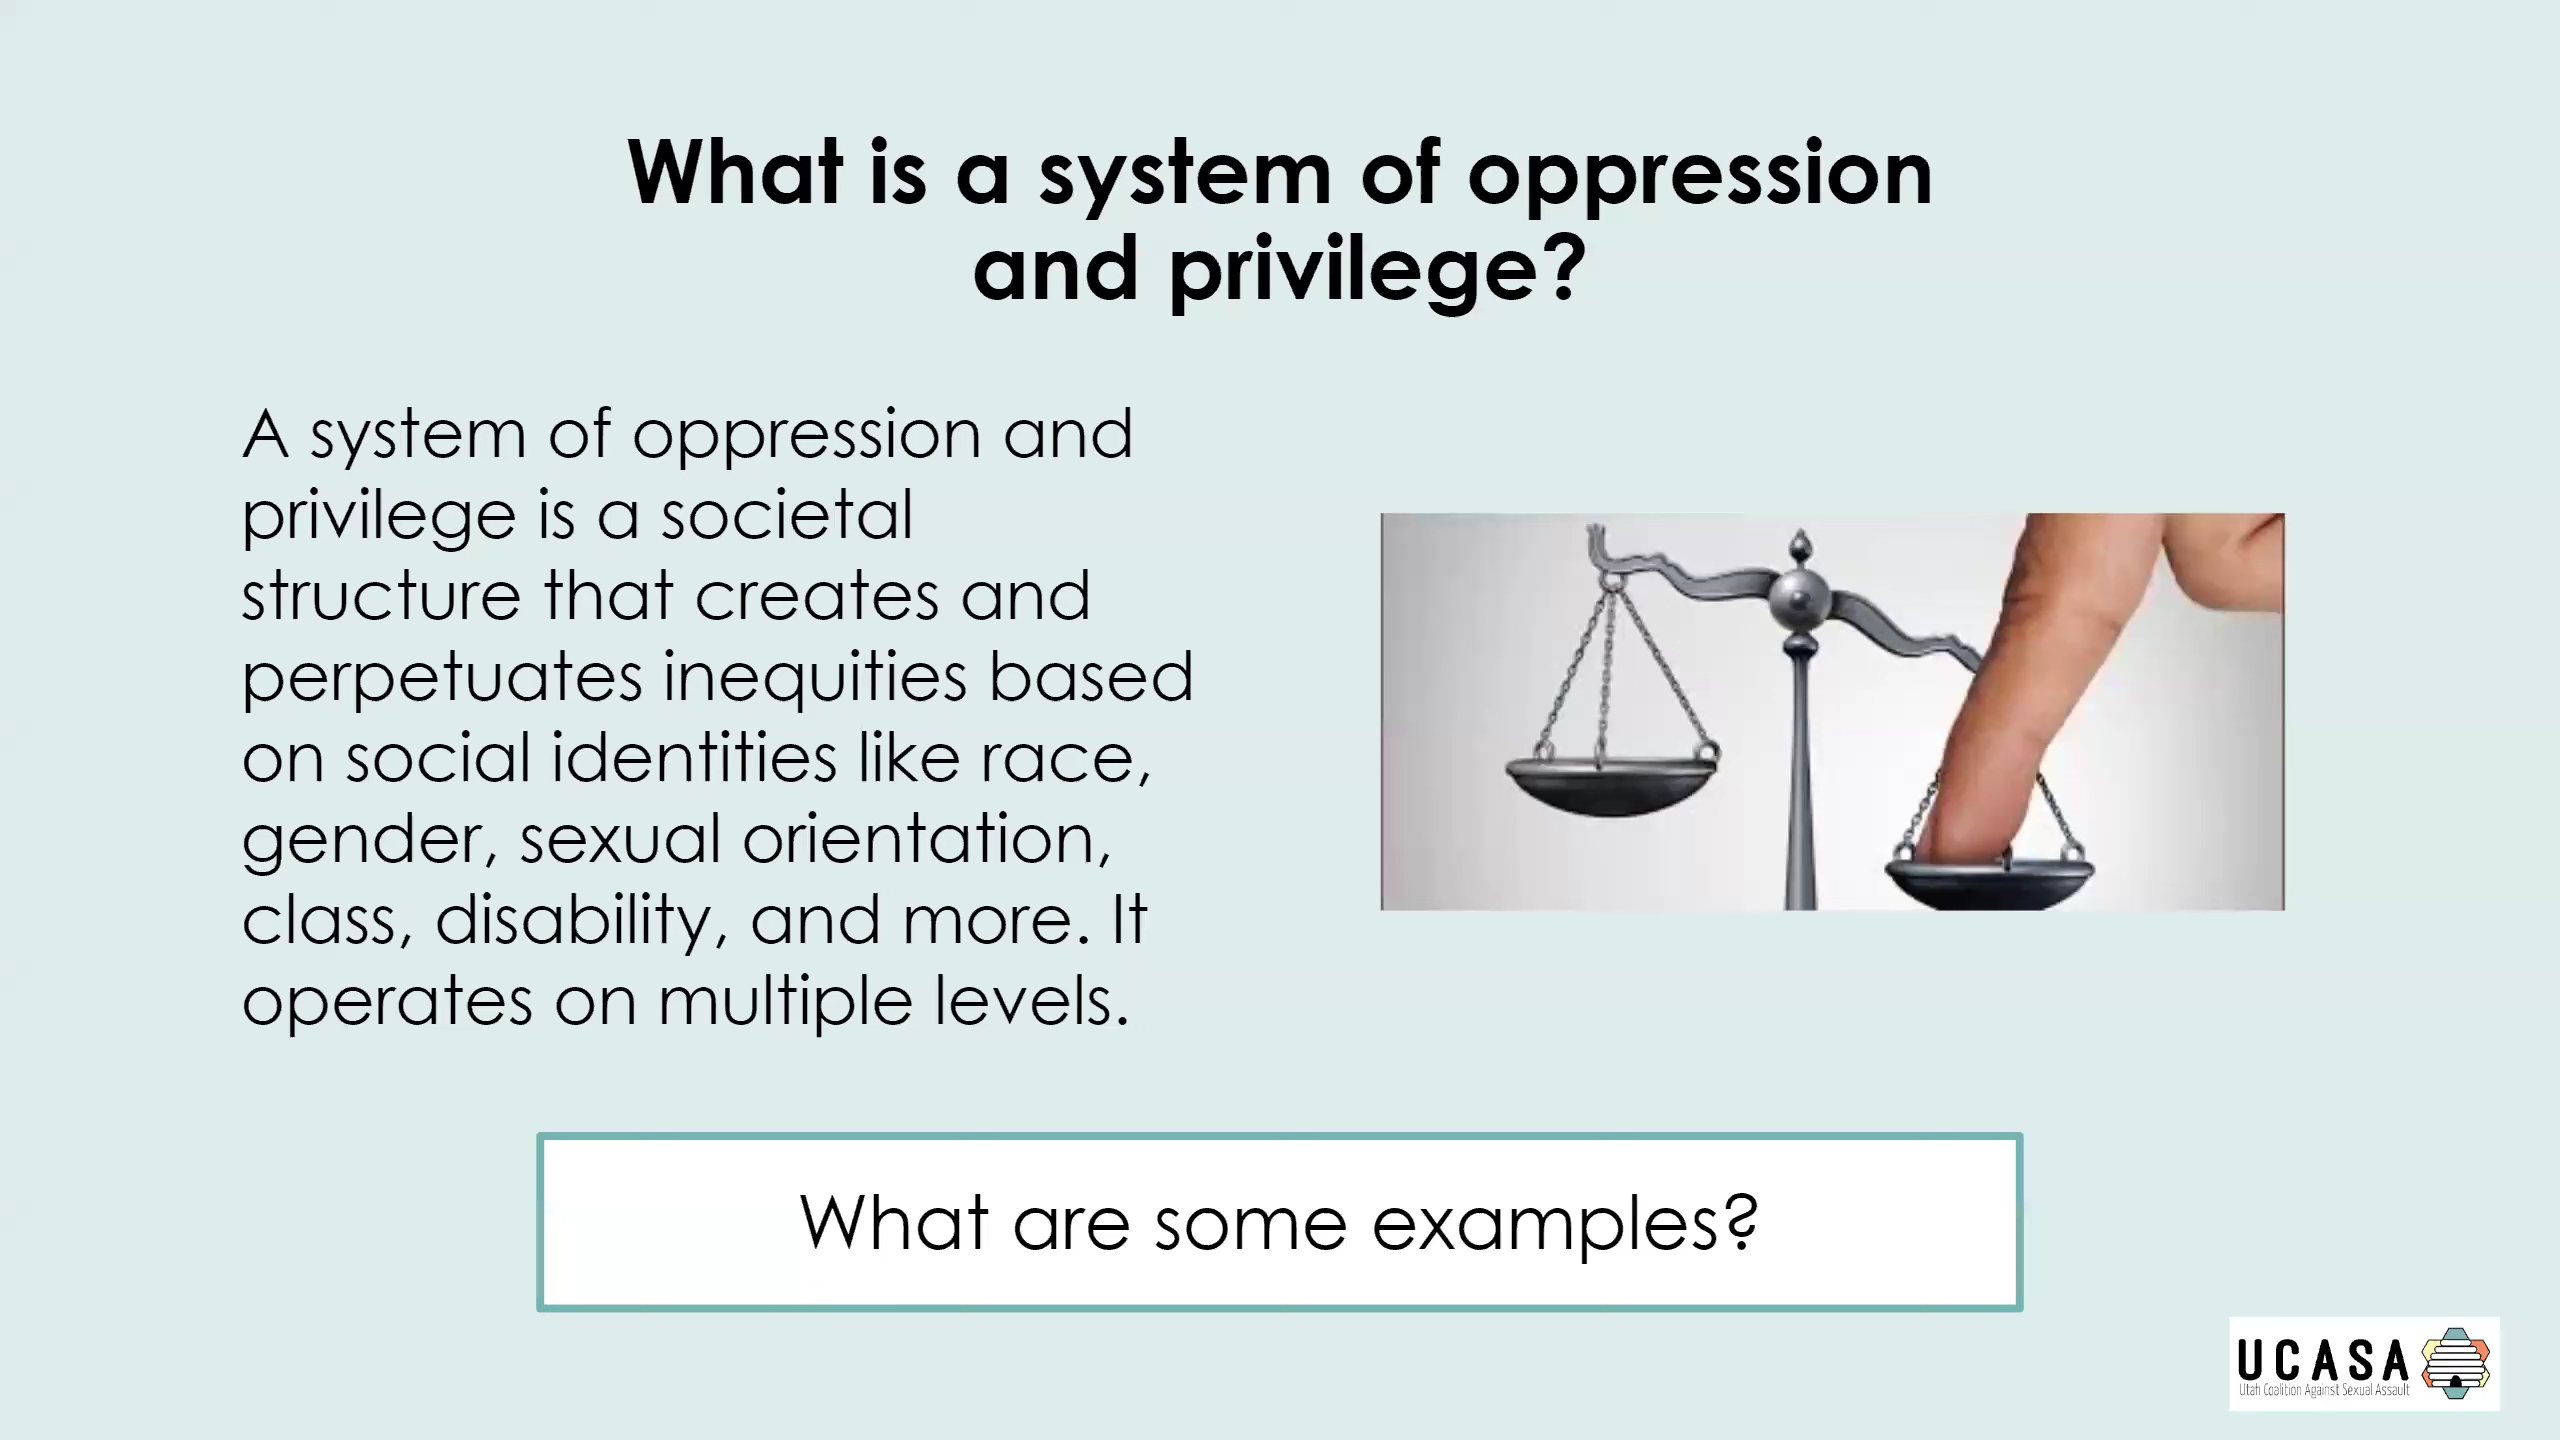 What is a system of oppression
and privilege?
A system of oppression and
privilege is a societal
structure that creates and
perpetuates inequities based
on social identities like race,
gender, sexual orientation,
class, disability, and more. It
operates on multiple levels.
What are some examples?
UCASA
Utah Coalition Against Sexual Assault